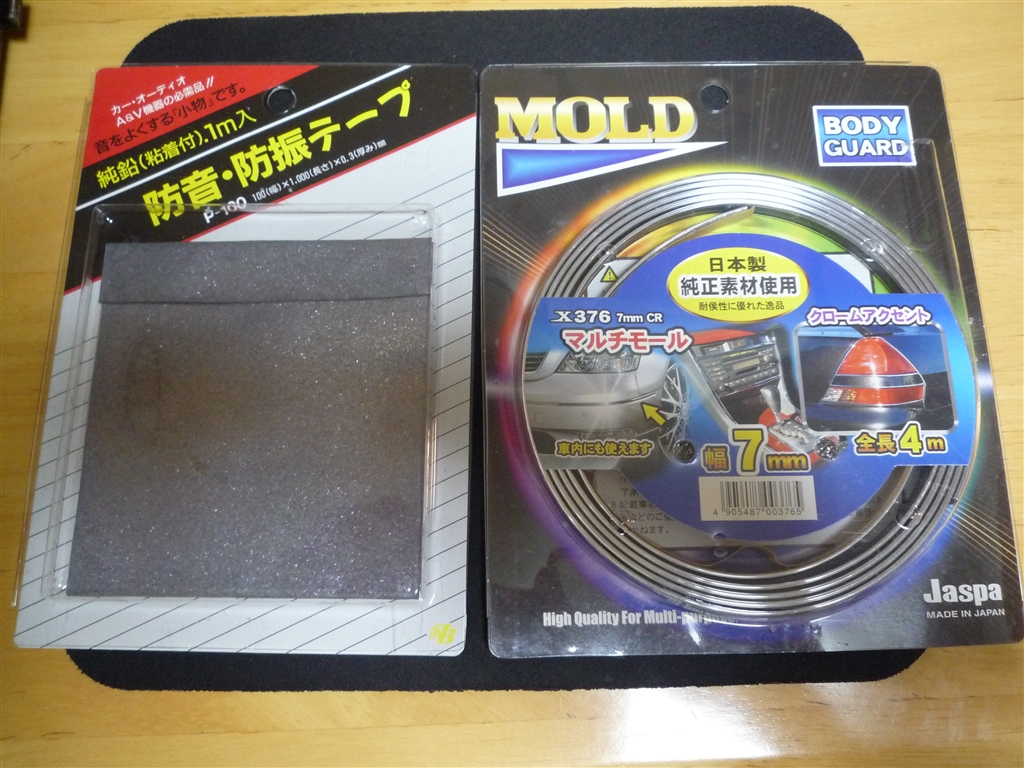 カー・オーディオ
A&V機器の必需品!!
音をよくする『小物』です。
純鉛(粘着付).1m入
防音・防振テープ
P-160 100(幅)×1,000(長さ)×0.3(厚み)㎜
MOLD
BODY
GUARD
日本製
純正素材使用
耐侯性に優れた逸品
X376 7mm CR
マルチモール
クロームアクセント
車内にも使えます
幅7mm
全長4m
4 905487 003765
Jaspa
MADE IN JAPAN
High Quality For Multi-purp